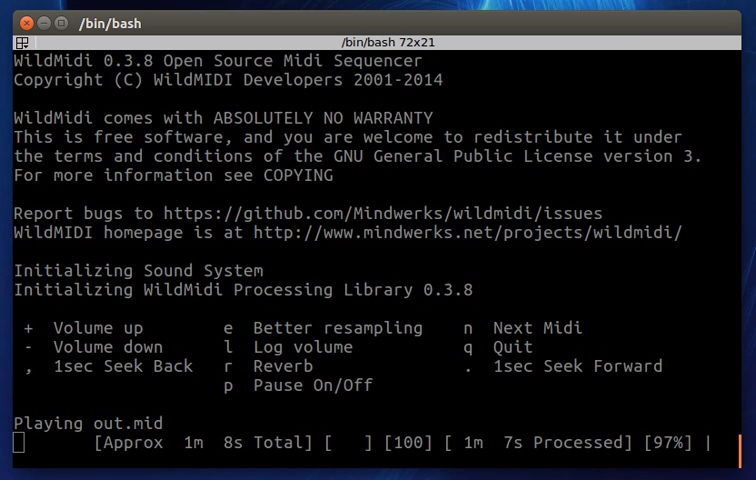 /bin/bash
/bin/bash 72x21
WildMidi 0.3.8 Open Source Midi Sequencer
Copyright (C) WildMIDI Developers 2001-2014
WildMidi comes with ABSOLUTELY NO WARRANTY
This is free software, and you are welcome to redistribute it under
the terms and conditions of the GNU General Public License version 3.
For more information see COPYING
Report bugs to https://github.com/Mindwerks/wildmidi/issues
WildMIDI homepage is at http://www.mindwerks.net/projects/wildmidi/
Initializing Sound System
Initializing WildMidi Processing Library 0.3.8
+  Volume up        e  Better resampling    n  Next Midi
-  Volume down      l  Log volume           q  Quit
,  1sec Seek Back   r  Reverb               .  1sec Seek Forward
p  Pause On/Off
Playing out.mid
[Approx  1m  8s Total] [   ] [100] [ 1m  7s Processed] [97%] |